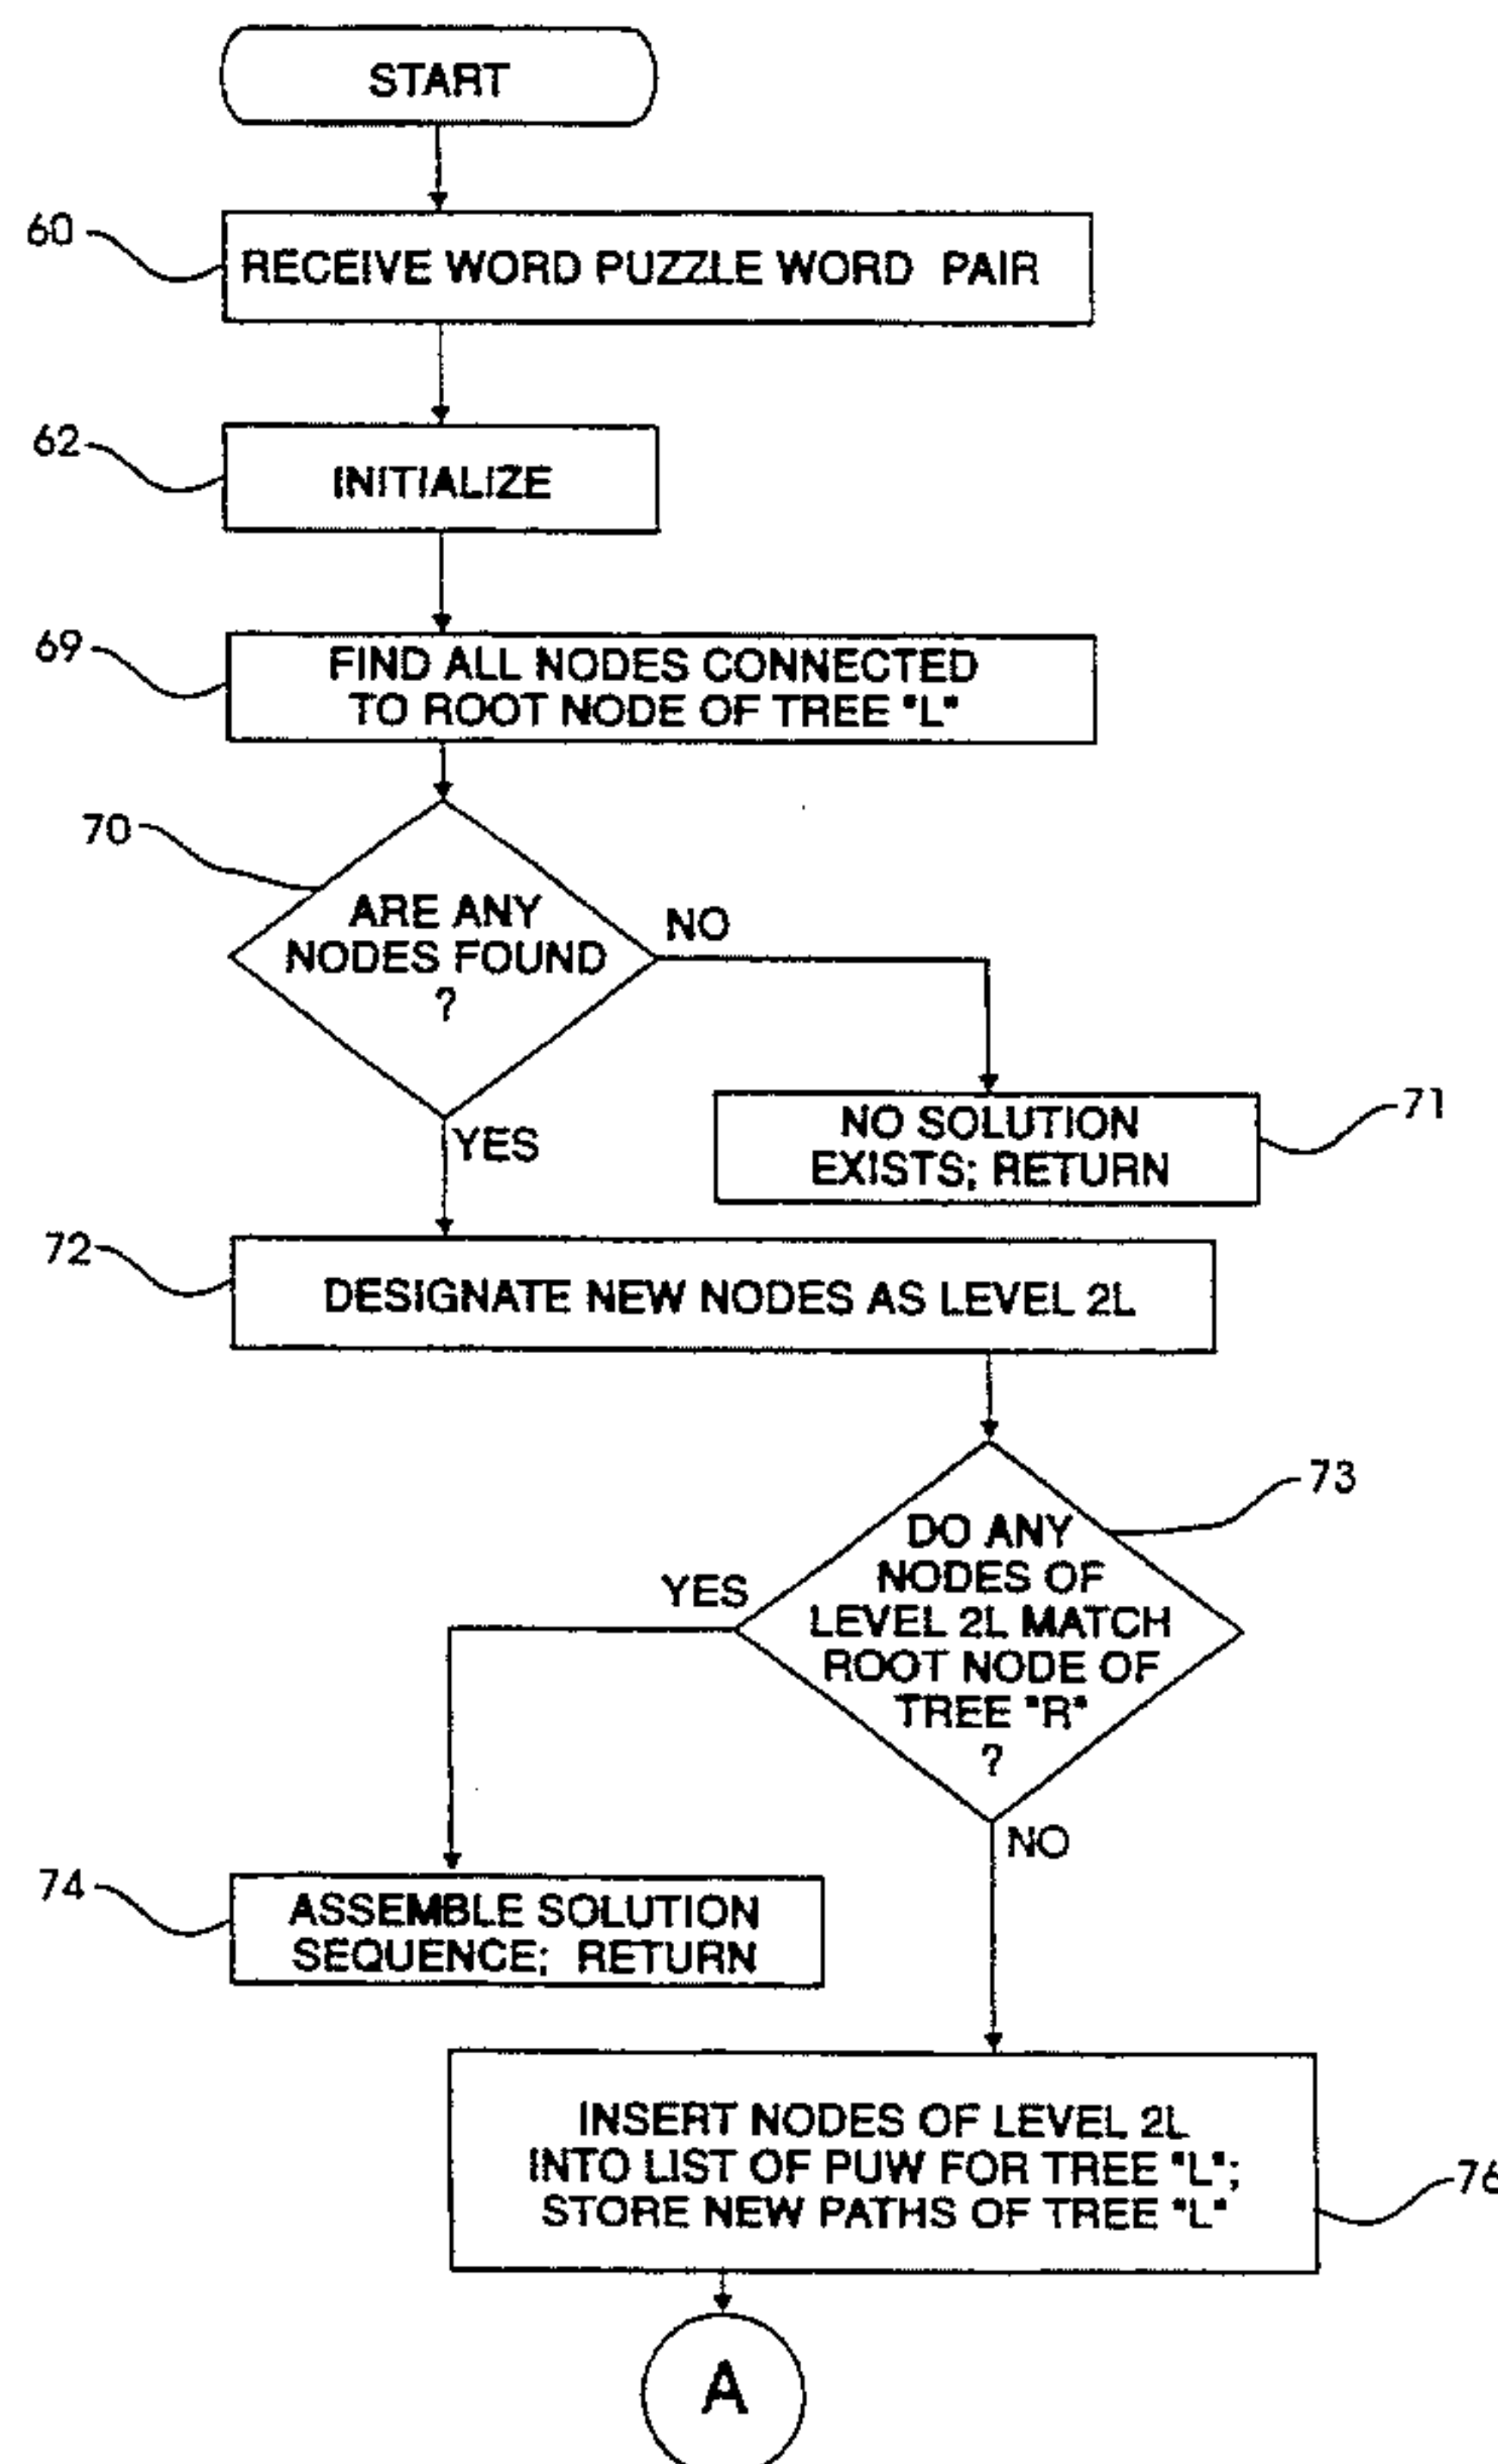 START
60
RECEIVE WORD PUZZLE WORD PAIR
62
INITIALIZE
69
FIND ALL NODES CONNECTED
TO ROOT NODE OF TREE "L"
70
ARE ANY
NODES FOUND
?
NO
YES
71
NO SOLUTION
EXISTS; RETURN
72
DESIGNATE NEW NODES AS LEVEL 2L
73
DO ANY
NODES OF
LEVEL 2L MATCH
ROOT NODE OF
TREE "R"
?
YES
NO
74
ASSEMBLE SOLUTION
SEQUENCE; RETURN
76
INSERT NODES OF LEVEL 2L
INTO LIST OF PUW FOR TREE "L";
STORE NEW PATHS OF TREE "L"
A